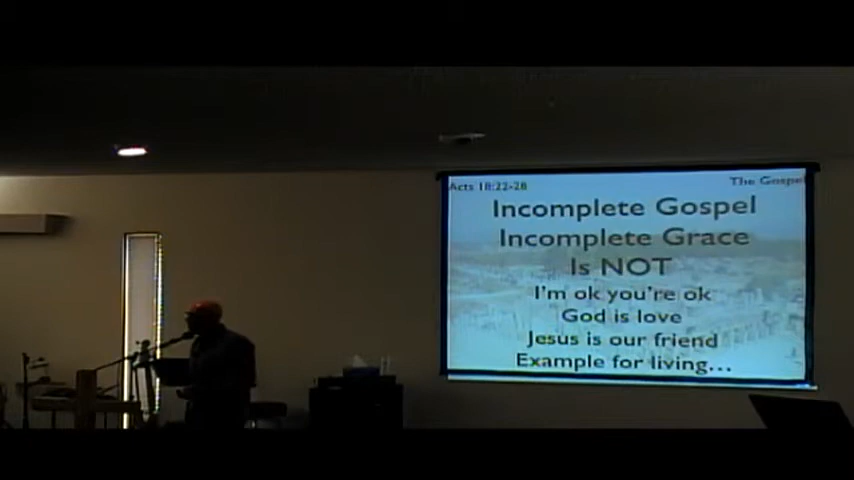 Acts 18:22-28
The Gospel
Incomplete Gospel
Incomplete Grace
Is NOT
I'm ok you're ok
God is love
Jesus is our friend
Example for living...